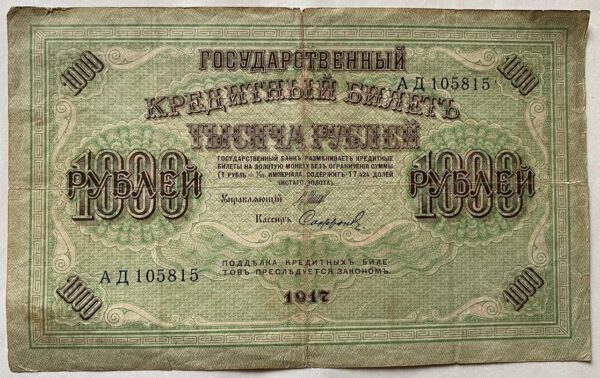 1000
ГОСУДАРСТВЕННЫЙ
1000
КРЕДИТНЫЙ БИЛЕТЪ
АД 105815
ТЫСЯЧА РУБЛЕЙ
ГОСУДАРСТВЕННЫЙ БАНКЪ РАЗМѢНИВАЕТЪ КРЕДИТНЫЕ
БИЛЕТЫ НА ЗОЛОТУЮ МОНЕТУ БЕЗЪ ОГРАНИЧЕНІЯ СУММЫ
(1 РУБЛЬ = 1/15 ИМПЕРІАЛА, СОДЕРЖИТЪ 17,424 ДОЛЕЙ
ЧИСТАГО ЗОЛОТА).
1000
РУБЛЕЙ
1000
РУБЛЕЙ
Управляющій
Кассиръ
АД 105815
ПОДДѢЛКА КРЕДИТНЫХЪ БИЛЕ-
ТОВЪ ПРЕСЛѢДУЕТСЯ ЗАКОНОМЪ.
1000
1917
1000